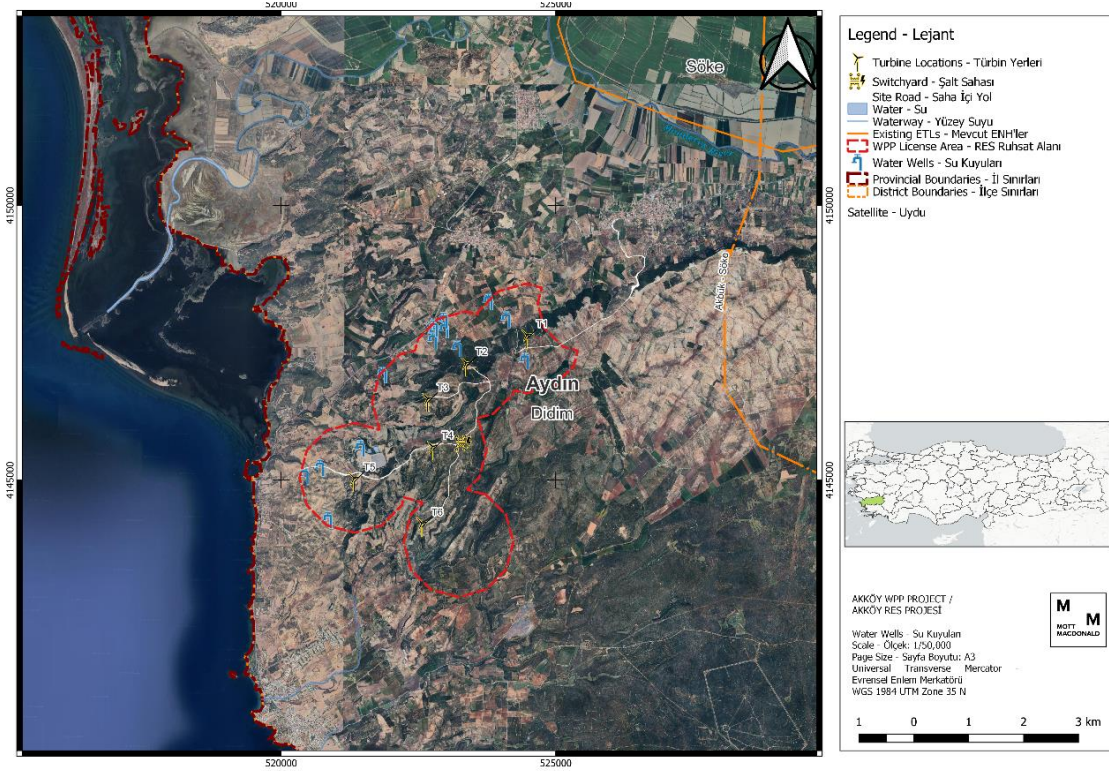 520000
525000
Söke
4150000
4150000
Akbük - Söke
T1
T2
T3
Aydın
Didim
T4
T5
T6
4145000
4145000
520000
525000
Legend - Lejant
Turbine Locations - Türbin Yerleri
Switchyard - Şalt Sahası
Site Road - Saha İçi Yol
Water - Su
Waterway - Yüzey Suyu
Existing ETLs - Mevcut ENH'ler
WPP License Area - RES Ruhsat Alanı
Water Wells - Su Kuyuları
Provincial Boundaries - İl Sınırları
District Boundaries - İlçe Sınırları
Satellite - Uydu
AKKÖY WPP PROJECT /
AKKÖY RES PROJESİ
M
M
MOTT
MACDONALD
Water Wells - Su Kuyuları
Scale - Ölçek: 1/50,000
Page Size - Sayfa Boyutu: A3
Universal Transverse Mercator -
Evrensel Enlem Merkatörü
WGS 1984 UTM Zone 35 N
1 0 1 2 3 km